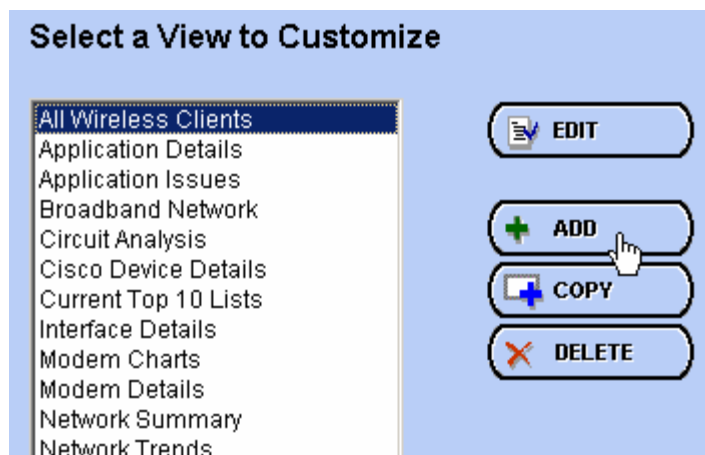 Select a View to Customize
All Wireless Clients
Application Details
Application Issues
Broadband Network
Circuit Analysis
Cisco Device Details
Current Top 10 Lists
Interface Details
Modem Charts
Modem Details
Network Summary
Network Trends
EDIT
ADD
COPY
DELETE